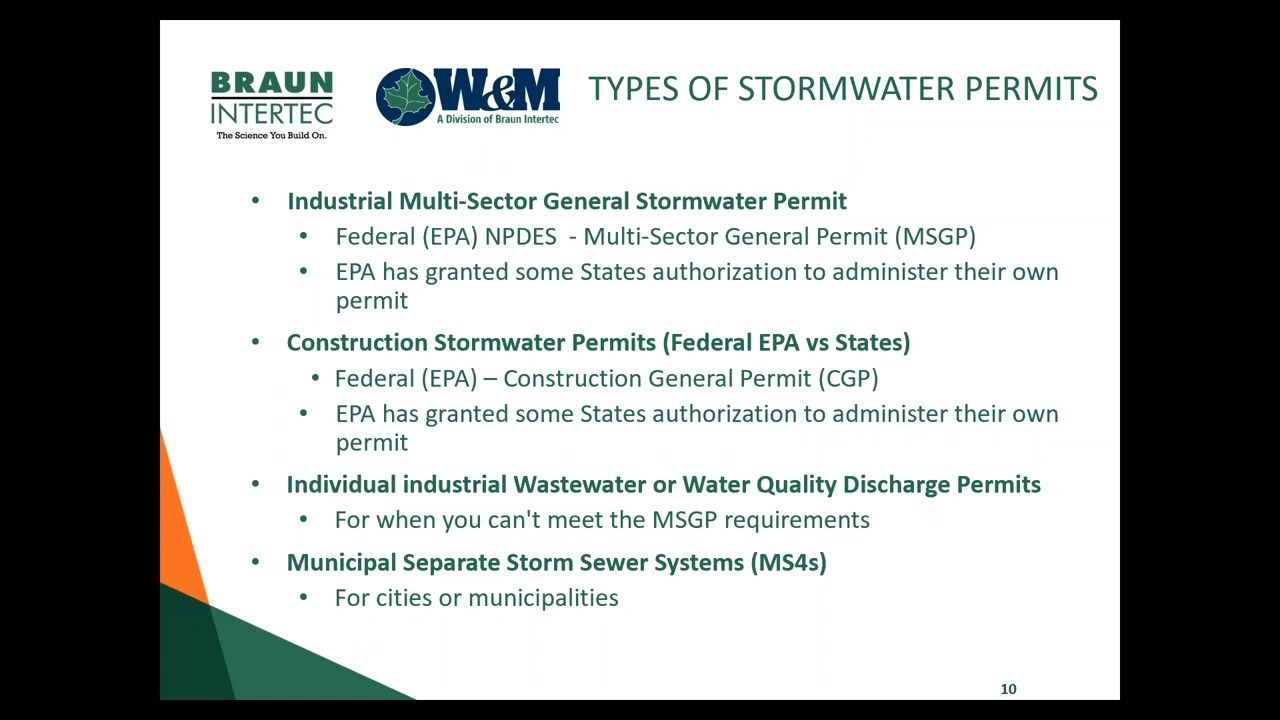 BRAUN
INTERTEC
The Science You Build On.
W&M
A Division of Braun Intertec
TYPES OF STORMWATER PERMITS
• Industrial Multi-Sector General Stormwater Permit
• Federal (EPA) NPDES  - Multi-Sector General Permit (MSGP)
• EPA has granted some States authorization to administer their own
permit
• Construction Stormwater Permits (Federal EPA vs States)
• Federal (EPA) – Construction General Permit (CGP)
• EPA has granted some States authorization to administer their own
permit
• Individual industrial Wastewater or Water Quality Discharge Permits
• For when you can't meet the MSGP requirements
• Municipal Separate Storm Sewer Systems (MS4s)
• For cities or municipalities
10